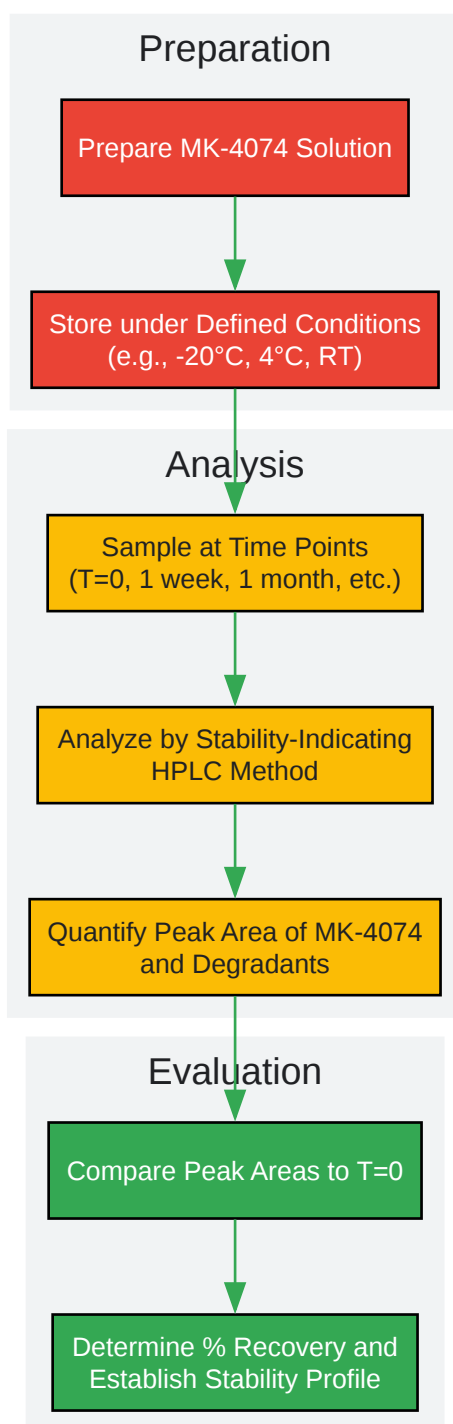 Preparation
Prepare MK-4074 Solution
Store under Defined Conditions
(e.g., -20°C, 4°C, RT)
Analysis
Sample at Time Points
(T=0, 1 week, 1 month, etc.)
Analyze by Stability-Indicating
HPLC Method
Quantify Peak Area of MK-4074
and Degradants
Evaluation
Compare Peak Areas to T=0
Determine % Recovery and
Establish Stability Profile